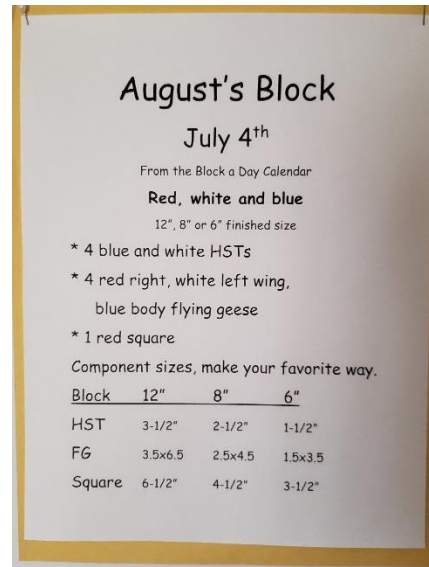 August's Block
July 4th
From the Block a Day Calendar
Red, white and blue
12", 8" or 6" finished size
* 4 blue and white HSTs
* 4 red right, white left wing,
blue body flying geese
* 1 red square
Component sizes, make your favorite way.
Block 12" 8" 6"
HST 3-1/2" 2-1/2" 1-1/2"
FG 3.5x6.5 2.5x4.5 1.5x3.5
Square 6-1/2" 4-1/2" 3-1/2"